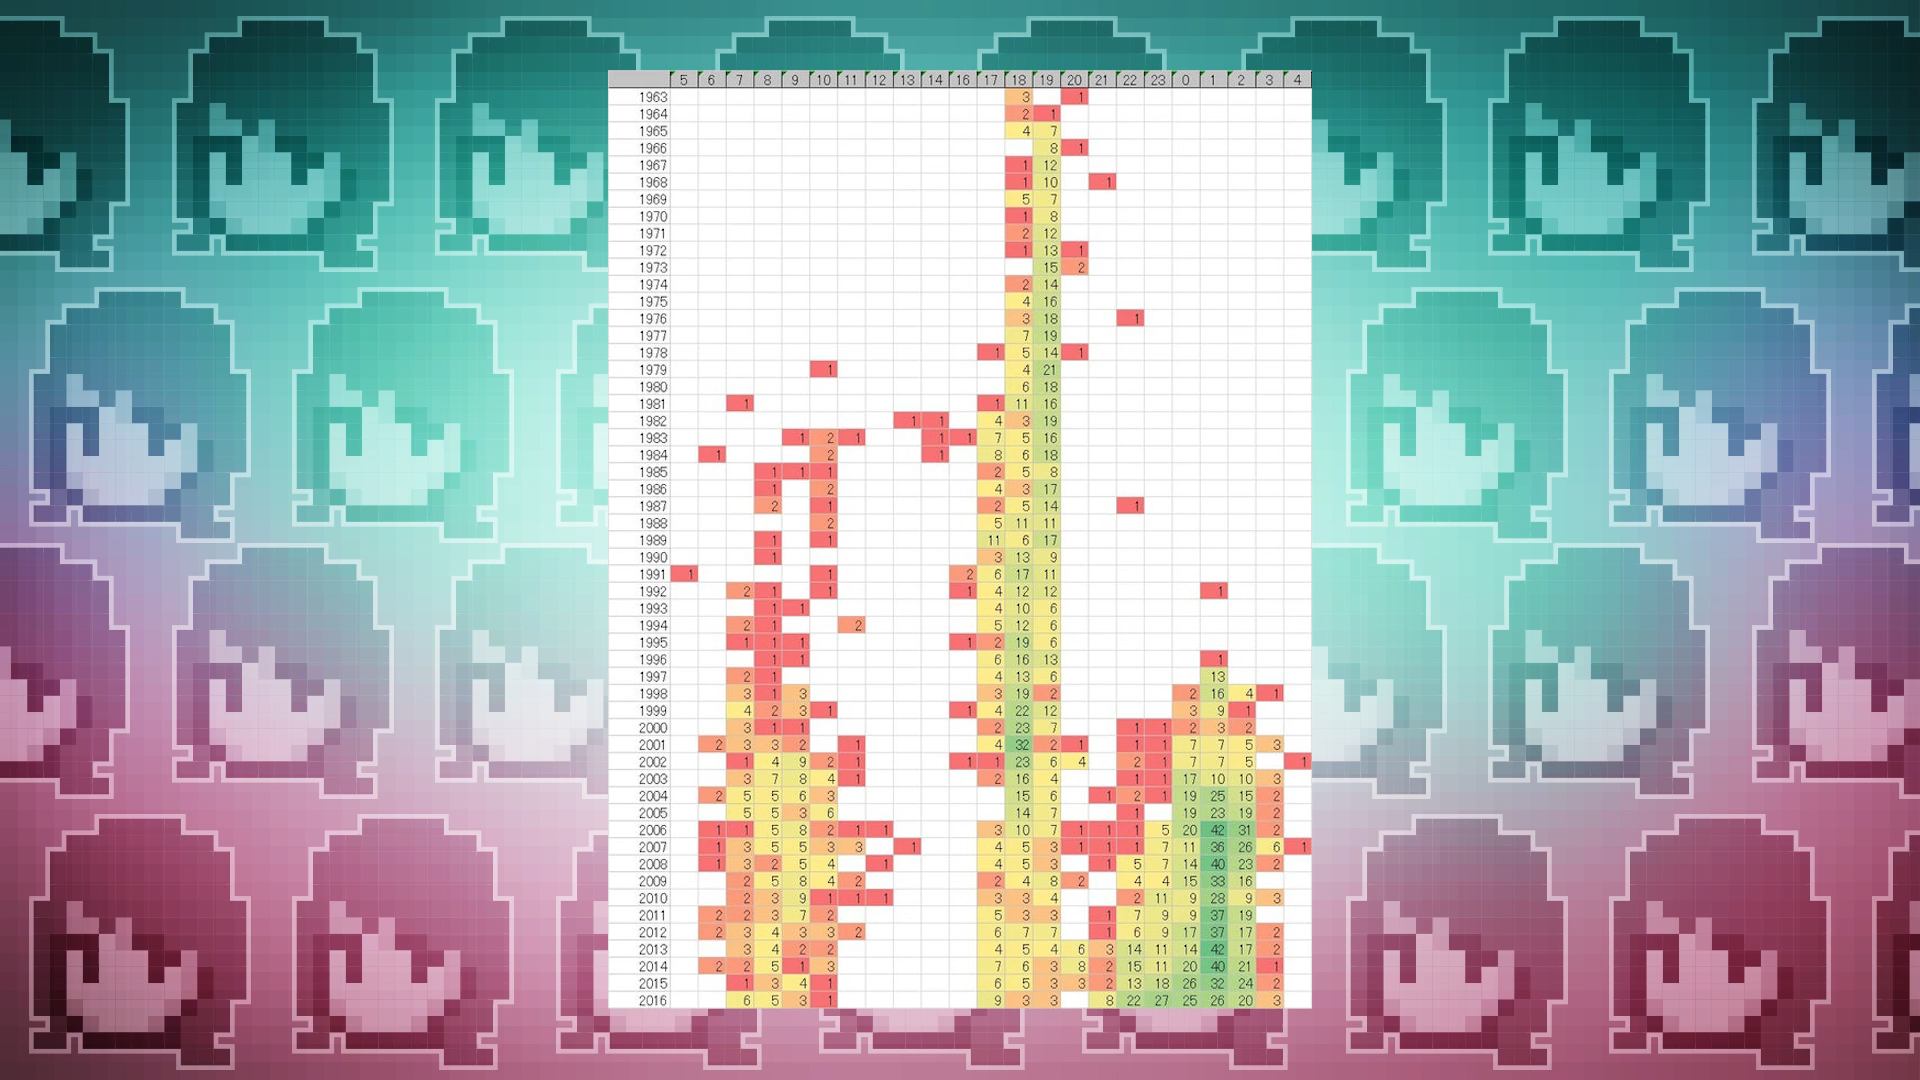 5 6 7 8 9 10 11 12 13 14 16 17 18 19 20 21 22 23 0 1 2 3 4
1963 3 1
1964 2 1
1965 4 7
1966 8 1
1967 1 12
1968 1 10 1
1969 5 7
1970 1 8
1971 2 12
1972 1 13 1
1973 15 2
1974 2 14
1975 4 16
1976 3 18 1
1977 7 19
1978 1 5 14 1
1979 1 4 21
1980 6 18
1981 1 1 11 16
1982 1 1 4 3 19
1983 1 2 1 1 1 7 5 16
1984 1 2 1 8 6 18
1985 1 1 1 2 5 8
1986 1 2 4 3 17
1987 2 1 2 5 14 1
1988 2 5 11 11
1989 1 1 11 6 17
1990 1 3 13 9
1991 1 1 2 6 17 11
1992 2 1 1 1 4 12 12 1
1993 1 1 4 10 6
1994 2 1 2 5 12 6
1995 1 1 1 1 2 19 6
1996 1 1 6 16 13 1
1997 2 1 4 13 6 13
1998 3 1 3 3 19 2 2 16 4 1
1999 4 2 3 1 1 4 22 12 3 9 1
2000 3 1 1 2 23 7 1 1 2 3 2
2001 2 3 3 2 1 4 32 2 1 1 1 7 7 5 3
2002 1 4 9 2 1 1 1 23 6 4 2 1 7 7 5 1
2003 3 7 8 4 1 2 16 4 1 1 17 10 10 3
2004 2 5 5 6 3 15 6 1 2 1 19 25 15 2
2005 5 5 3 6 14 7 1 19 23 19 2
2006 1 1 5 8 2 1 1 3 10 7 1 1 1 5 20 42 31 2
2007 1 3 5 5 3 3 1 4 5 3 1 1 1 7 11 36 26 6 1
2008 1 3 2 5 4 1 4 5 3 1 5 7 14 40 23 2
2009 2 5 8 4 2 2 4 8 2 4 4 15 33 16
2010 2 3 9 1 1 1 3 3 4 2 11 9 28 9 3
2011 2 2 3 7 2 5 3 3 1 7 9 9 37 19
2012 2 3 4 3 3 2 6 7 7 1 6 9 17 37 17 2
2013 3 4 2 2 4 5 4 6 3 14 11 14 42 17 2
2014 2 2 5 1 3 7 6 3 8 2 15 11 20 40 21 1
2015 1 3 4 1 6 5 3 3 2 13 18 26 32 24 2
2016 6 5 3 1 9 3 3 8 22 27 25 26 20 3